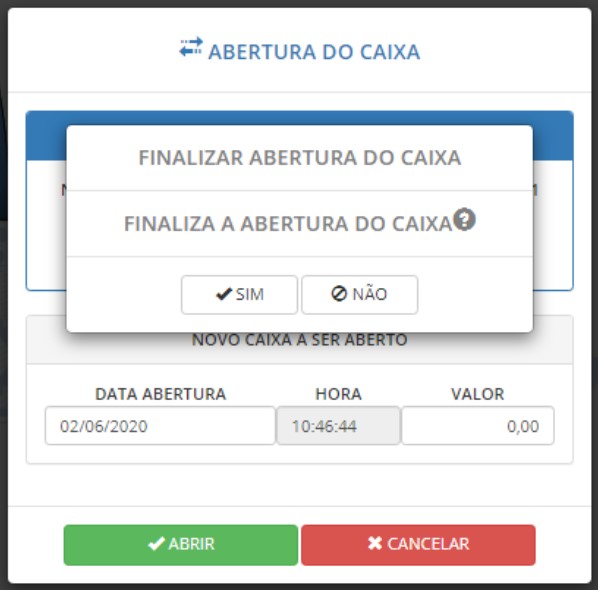 ABERTURA DO CAIXA
FINALIZAR ABERTURA DO CAIXA
FINALIZA A ABERTURA DO CAIXA?
SIM NÃO
NOVO CAIXA A SER ABERTO
DATA ABERTURA HORA VALOR
02/06/2020 10:46:44 0,00
ABRIR CANCELAR